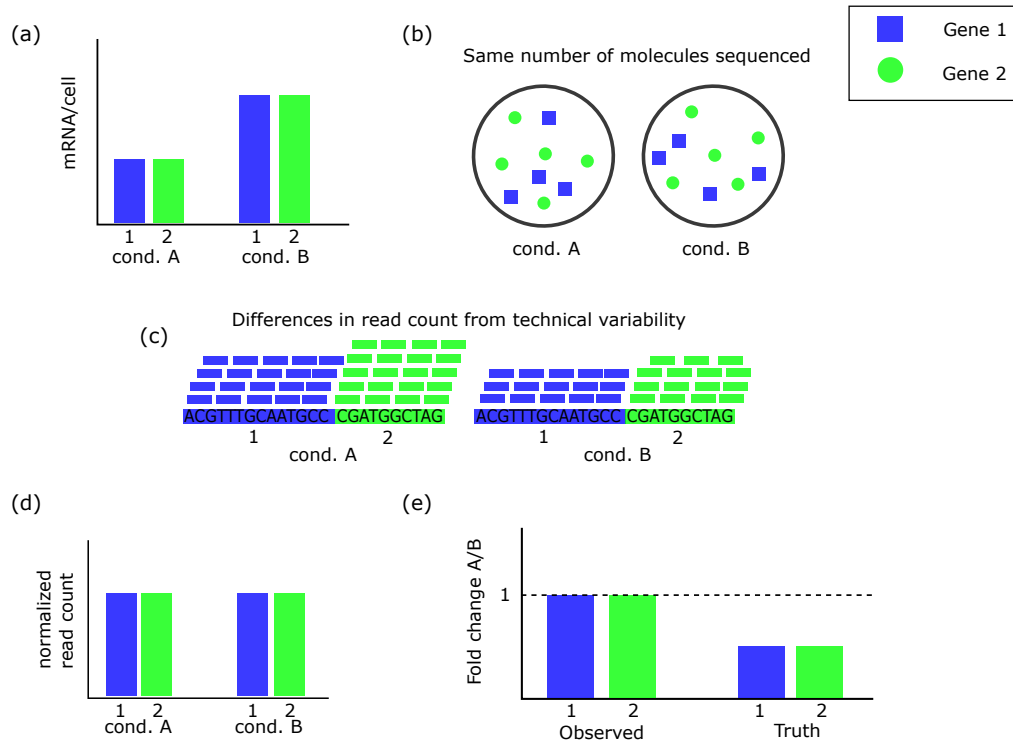 (a)
mRNA/cell
1 2 1 2
cond. A cond. B
(b)
Same number of molecules sequenced
cond. A cond. B
Gene 1
Gene 2
(c)
Differences in read count from technical variability
ACGTTTGCAATGCC CGATGGCTAG ACGTTTGCAATGCC CGATGGCTAG
1 2 1 2
cond. A cond. B
(d)
normalized
read count
1 2 1 2
cond. A cond. B
(e)
Fold change A/B
1
1 2 1 2
Observed Truth